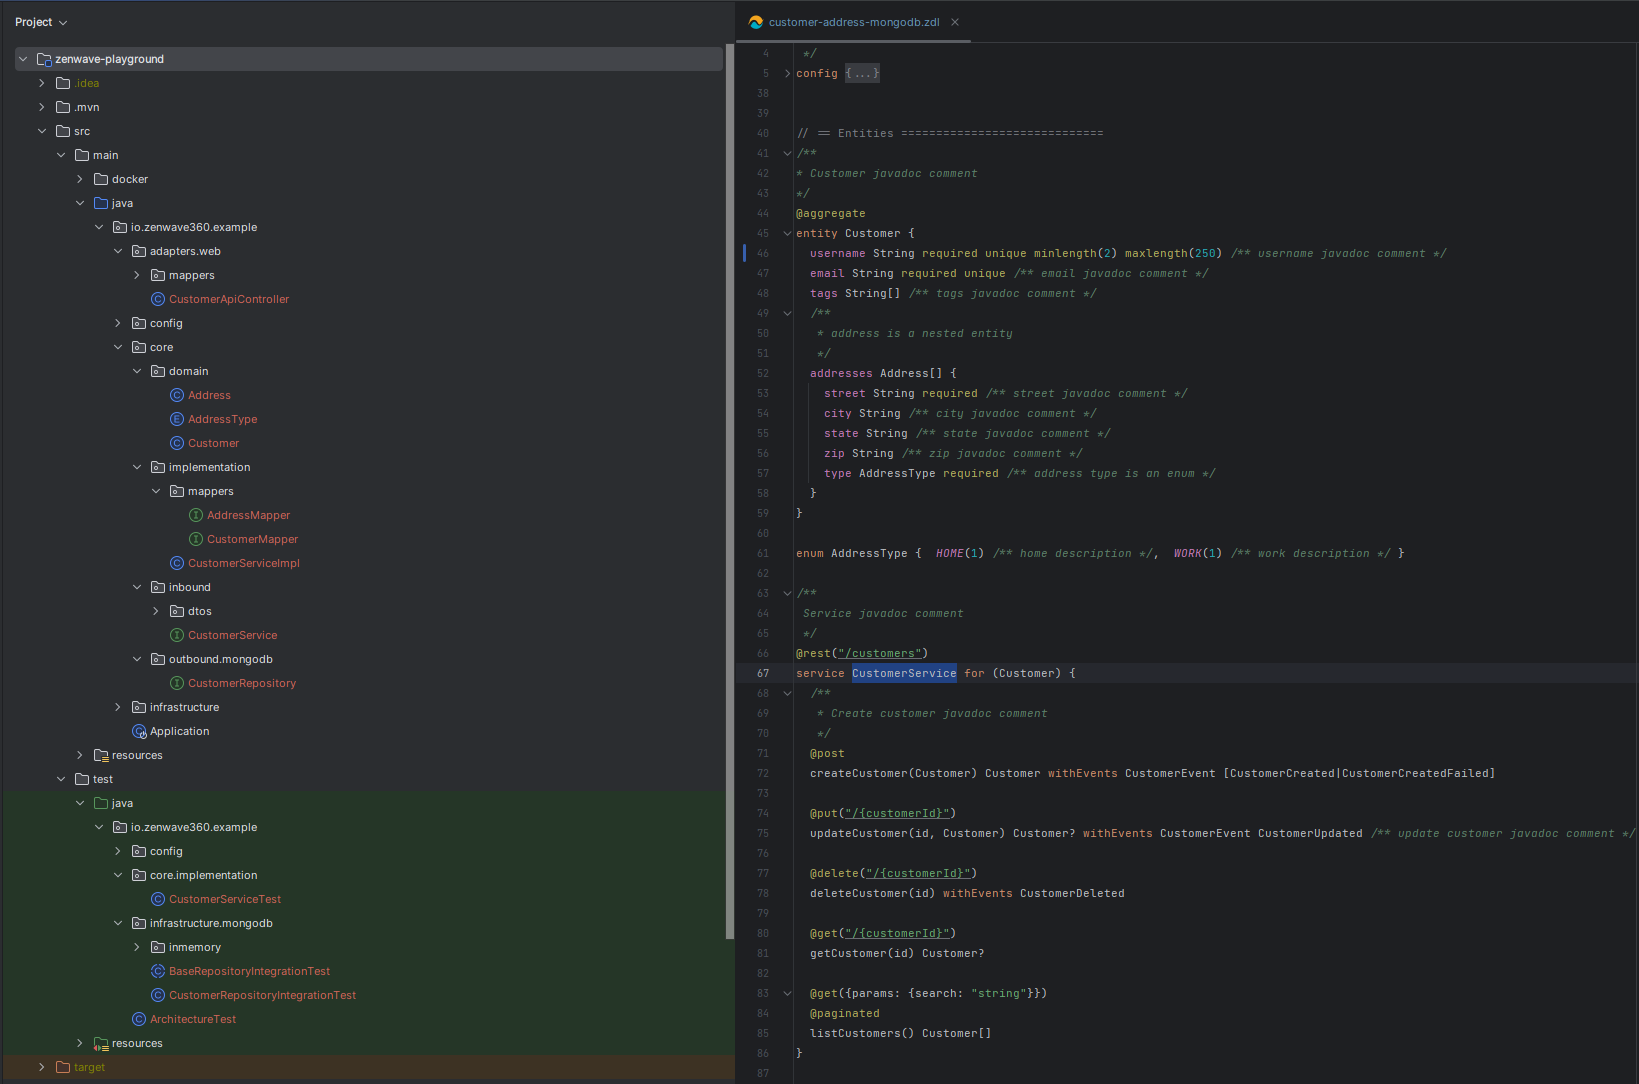 Project
zenwave-playground
.idea
.mvn
src
main
docker
java
io.zenwave360.example
adapters.web
mappers
CustomerApiController
config
core
domain
Address
AddressType
Customer
implementation
mappers
AddressMapper
CustomerMapper
CustomerServiceImpl
inbound
dtos
CustomerService
outbound.mongodb
CustomerRepository
infrastructure
Application
resources
test
java
io.zenwave360.example
config
core.implementation
CustomerServiceTest
infrastructure.mongodb
inmemory
BaseRepositoryIntegrationTest
CustomerRepositoryIntegrationTest
ArchitectureTest
resources
target
customer-address-mongodb.zdl
4 */
5 config {...}
38
39
40 // == Entities =============================
41 /**
42 * Customer javadoc comment
43 */
44 @aggregate
45 entity Customer {
46 username String required unique minlength(2) maxlength(250) /** username javadoc comment */
47 email String required unique /** email javadoc comment */
48 tags String[] /** tags javadoc comment */
49 /**
50 * address is a nested entity
51 */
52 addresses Address[] {
53 street String required /** street javadoc comment */
54 city String /** city javadoc comment */
55 state String /** state javadoc comment */
56 zip String /** zip javadoc comment */
57 type AddressType required /** address type is an enum */
58 }
59 }
60
61 enum AddressType { HOME(1) /** home description */, WORK(1) /** work description */ }
62
63 /**
64 Service javadoc comment
65 */
66 @rest("/customers")
67 service CustomerService for (Customer) {
68 /**
69 * Create customer javadoc comment
70 */
71 @post
72 createCustomer(Customer) Customer withEvents CustomerEvent [CustomerCreated|CustomerCreatedFailed]
73
74 @put("/{customerId}")
75 updateCustomer(id, Customer) Customer? withEvents CustomerEvent CustomerUpdated /** update customer javadoc comment */
76
77 @delete("/{customerId}")
78 deleteCustomer(id) withEvents CustomerDeleted
79
80 @get("/{customerId}")
81 getCustomer(id) Customer?
82
83 @get({params: {search: "string"}})
84 @paginated
85 listCustomers() Customer[]
86 }
87